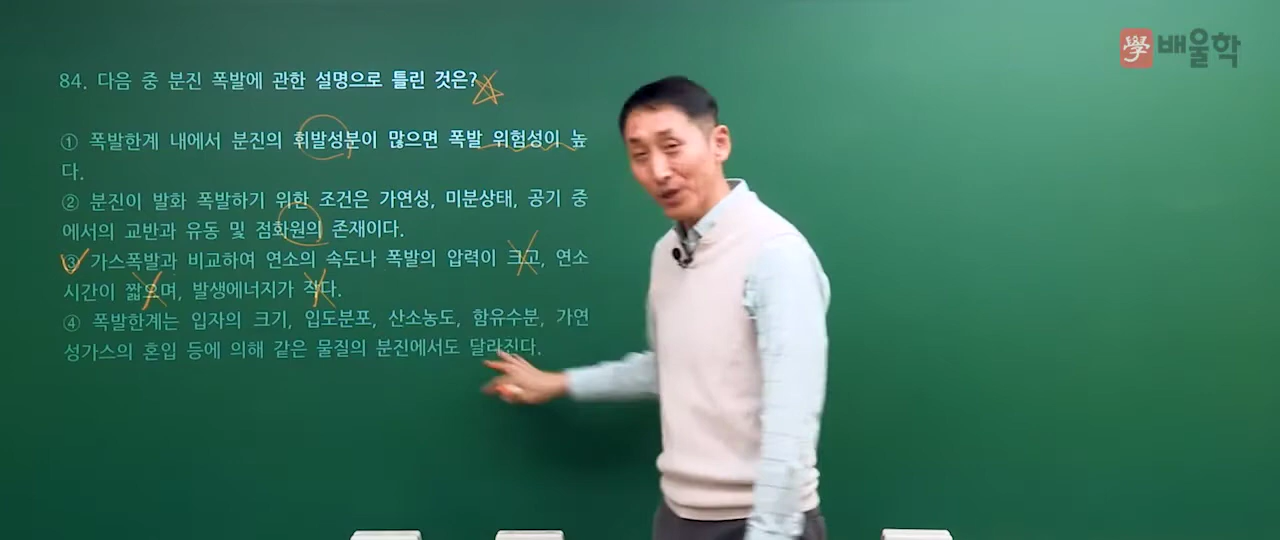 學 배울학
84. 다음 중 분진 폭발에 관한 설명으로 틀린 것은?
① 폭발한계 내에서 분진의 휘발성분이 많으면 폭발 위험성이 높
다.
② 분진이 발화 폭발하기 위한 조건은 가연성, 미분상태, 공기 중
에서의 교반과 유동 및 점화원의 존재이다.
③ 가스폭발과 비교하여 연소의 속도나 폭발의 압력이 크고, 연소
시간이 짧으며, 발생에너지가 작다.
④ 폭발한계는 입자의 크기, 입도분포, 산소농도, 함유수분, 가연
성가스의 혼입 등에 의해 같은 물질의 분진에서도 달라진다.